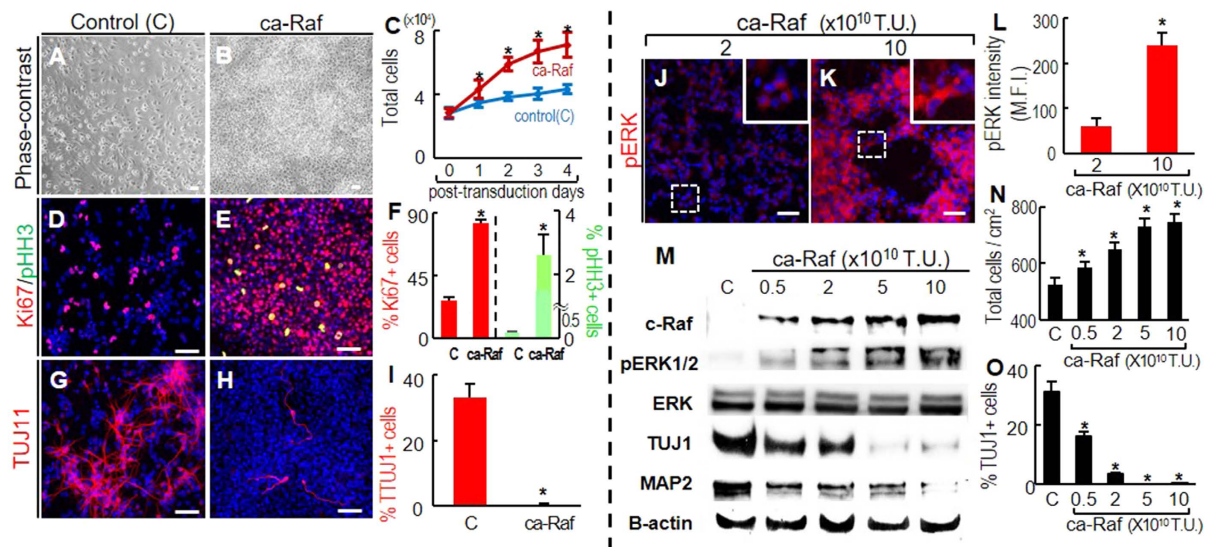 Control (C)
ca-Raf
Phase-contrast
A
B
C
(x10⁴)
Total cells
8
4
0
*
*
*
*
ca-Raf
control(C)
0 1 2 3 4
post-transduction days
Ki67/pHH3
D
E
F
% Ki67+ cells
90
45
0
*
*
4
2
0.5
0
% pHH3+ cells
C ca-Raf C ca-Raf
TUJ11
G
H
I
% TTUJ1+ cells
40
20
0
*
C ca-Raf
ca-Raf (x10¹⁰ T.U.)
2 10
pERK
J
K
L
pERK intensity
(M.F.I.)
300
200
100
0
*
2 10
ca-Raf (X10¹⁰ T.U.)
M
ca-Raf (x10¹⁰ T.U.)
C 0.5 2 5 10
c-Raf
pERK1/2
ERK
TUJ1
MAP2
B-actin
N
Total cells / cm²
800
600
400
*
*
*
*
C 0.5 2 5 10
ca-Raf (X10¹⁰ T.U.)
O
% TUJ1+ cells
40
20
0
*
*
*
*
C 0.5 2 5 10
ca-Raf (X10¹⁰ T.U.)